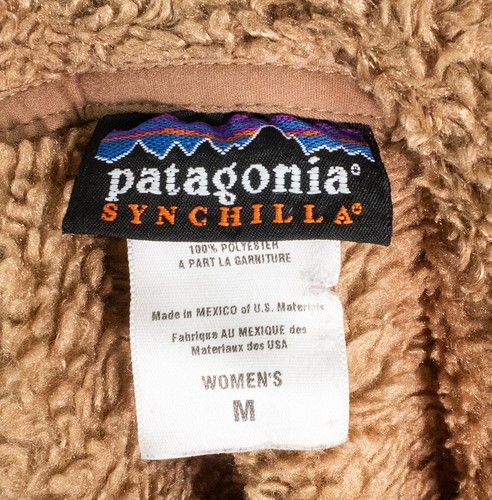 patagonia®
SYNCHILLA®
100% POLYESTER
À PART LA GARNITURE
Made in MEXICO of U.S. Materials
Fabrique AU MEXIQUE des
Materiaux des USA
WOMEN'S
M